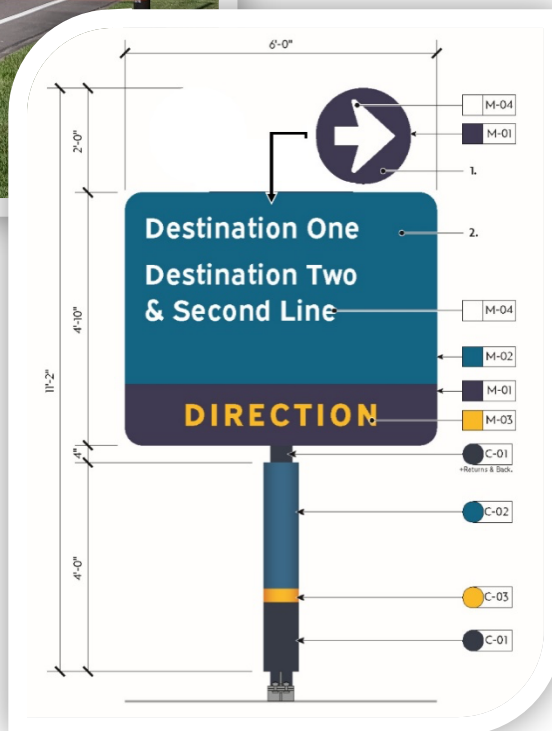 6'-0"
2'-0"
M-04
M-01
1.
Destination One
2.
Destination Two
& Second Line
M-04
4'-10"
M-02
11'-2"
M-01
DIRECTION
M-03
4"
C-01
+Returns & Back.
C-02
4'-0"
C-03
C-01